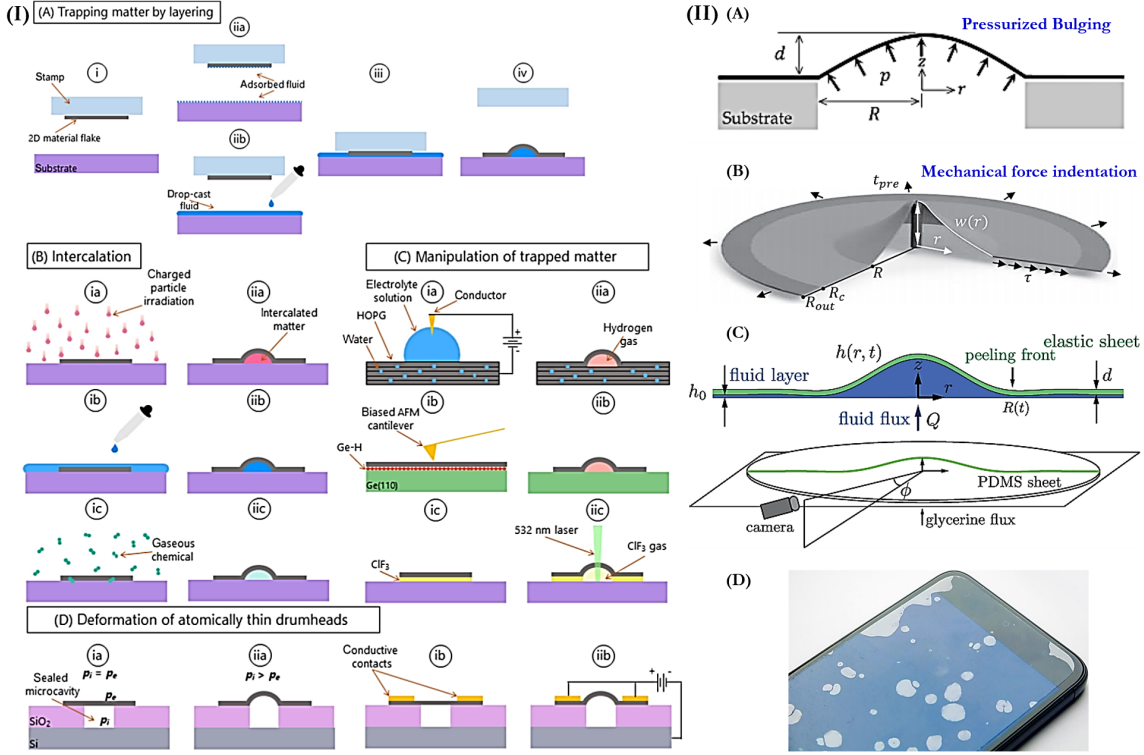 (I)
(A) Trapping matter by layering
i
Stamp
2D material flake
Substrate
iia
Adsorbed fluid
iib
Drop-cast
fluid
iii
iv
(B) Intercalation
ia
Charged
particle
irradiation
iia
Intercalated
matter
ib
iib
ic
Gaseous
chemical
iic
(C) Manipulation of trapped matter
ia
Electrolyte
solution
Conductor
HOPG
Water
+
-
iia
Hydrogen
gas
ib
Biased AFM
cantilever
Ge-H
Ge(110)
iib
ic
ClF3
iic
532 nm laser
ClF3 gas
(D) Deformation of atomically thin drumheads
ia
pi = pe
Sealed
microcavity
pe
pi
SiO2
Si
iia
pi > pe
ib
Conductive
contacts
iib
+ -
(II)
(A)
Pressurized Bulging
d
p
z
r
R
Substrate
(B)
Mechanical force indentation
tpre
w(r)
r
R
Rc
Rout
τ
(C)
h(r, t)
elastic sheet
peeling front
fluid layer
z
d
h0
r
R(t)
fluid flux
Q
ϕ
PDMS sheet
camera
glycerine flux
(D)